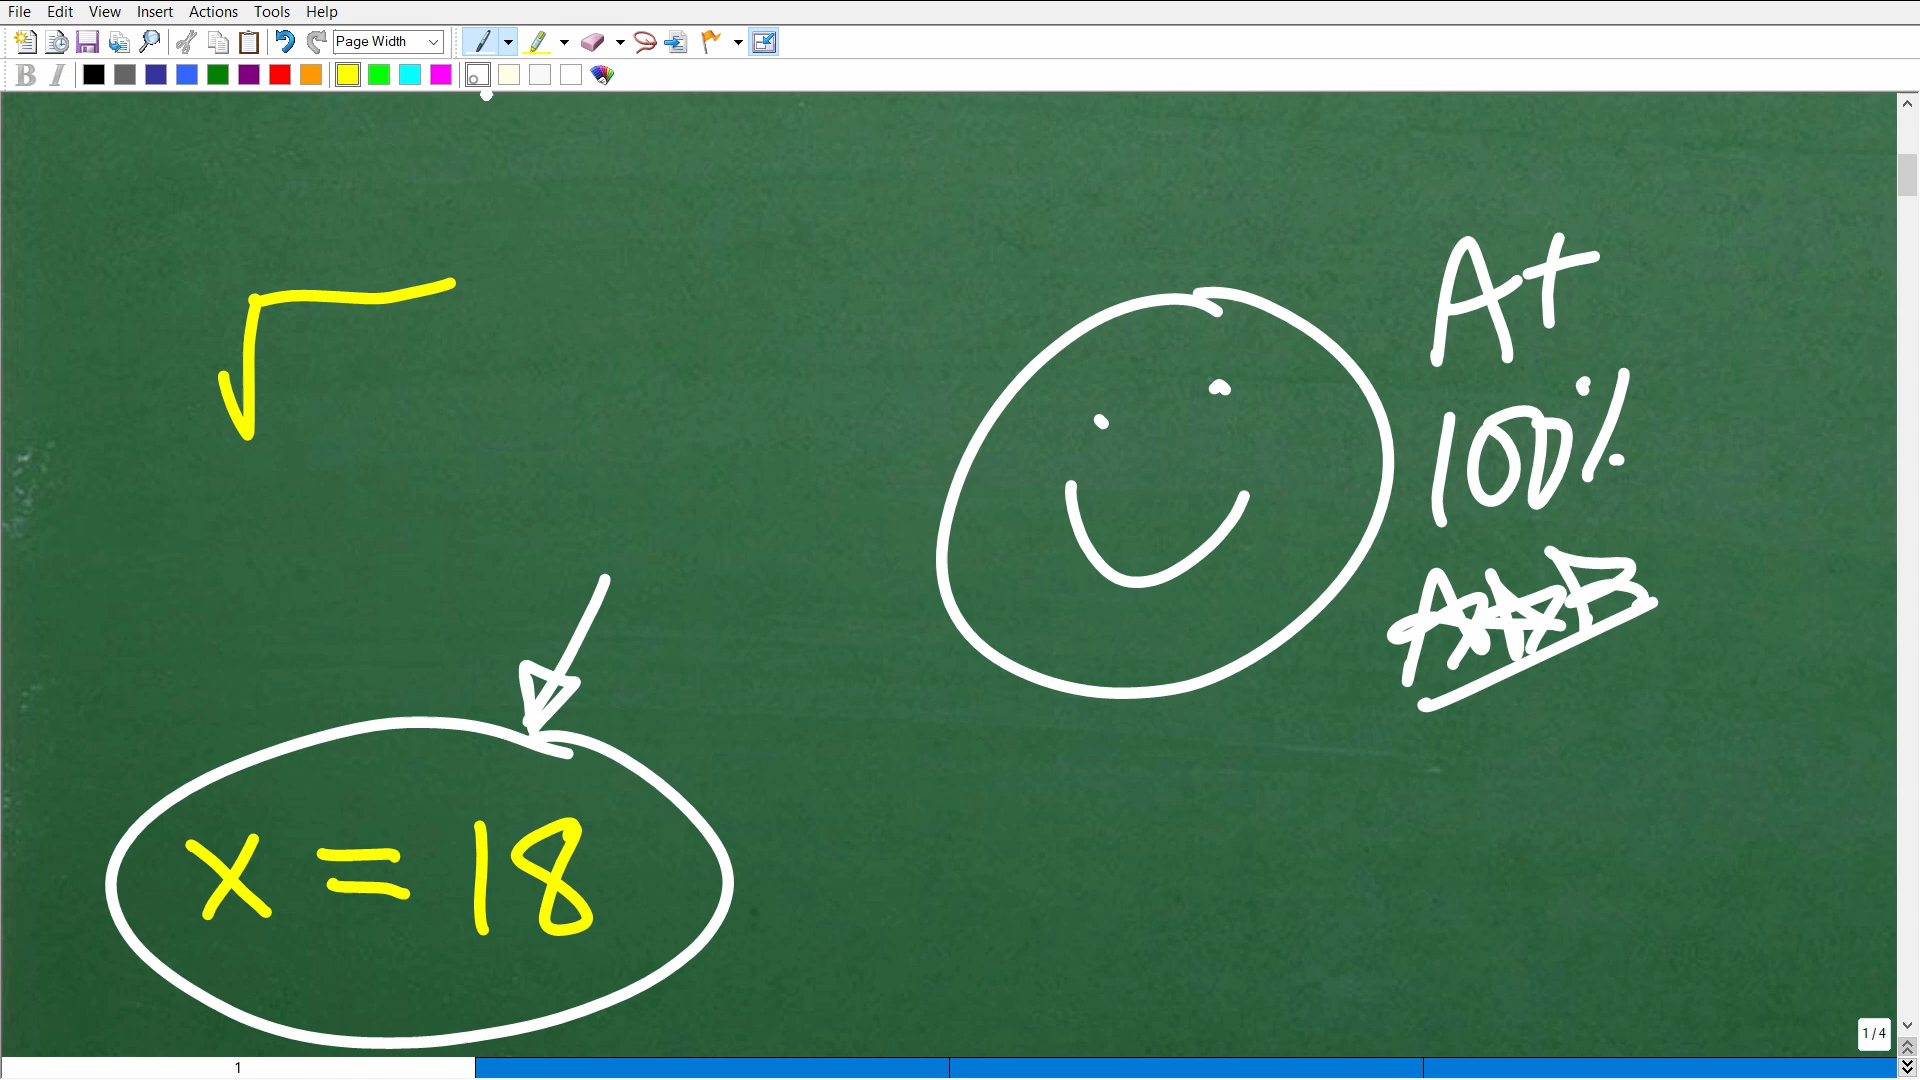 File Edit View Insert Actions Tools Help
Page Width
B I
√
A+
100%
x = 18
1 / 4
1